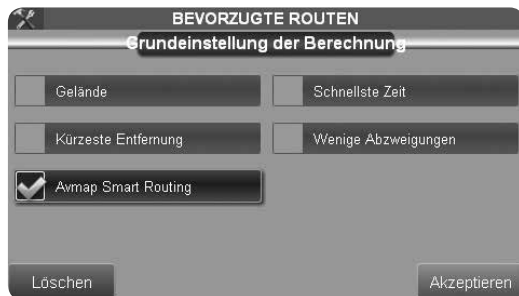 BEVORZUGTE ROUTEN
Grundeinstellung der Berechnung
Gelände
Schnellste Zeit
Kürzeste Entfernung
Wenige Abzweigungen
Avmap Smart Routing
Löschen
Akzeptieren